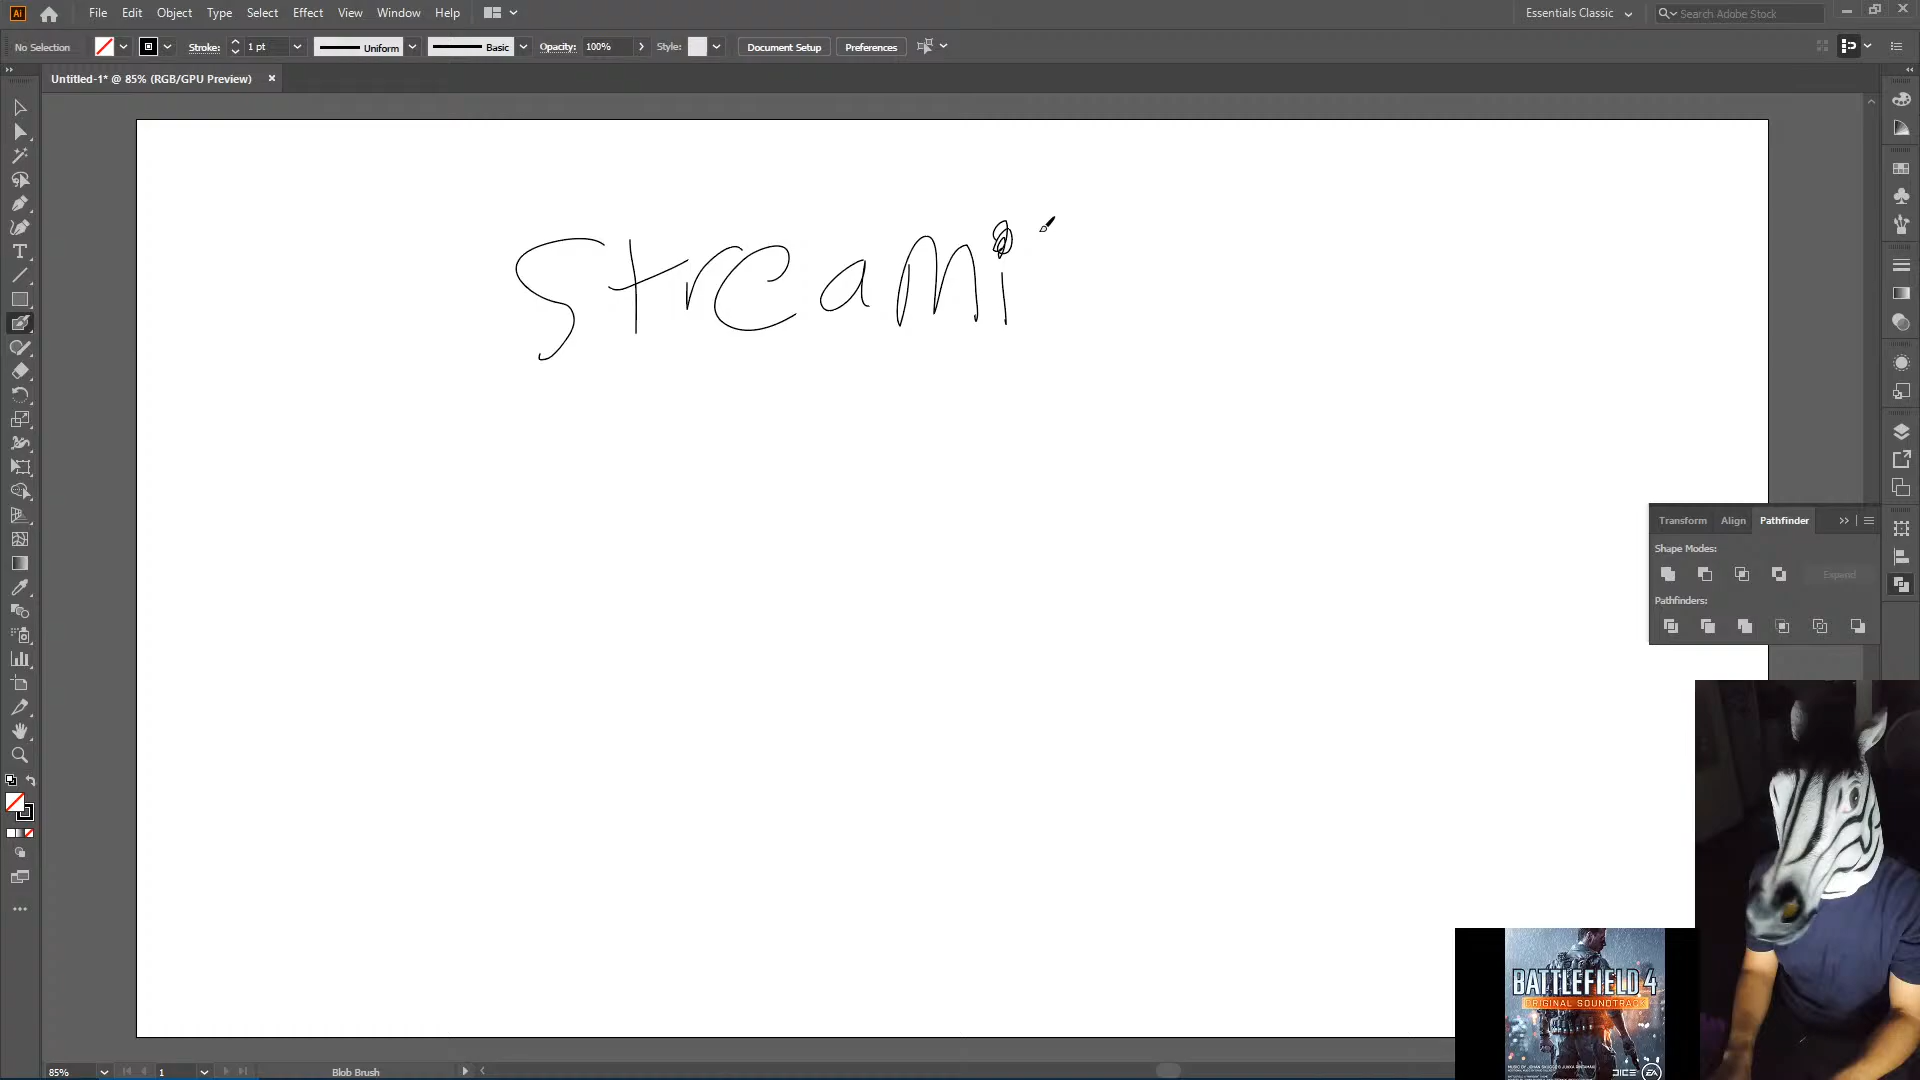 Ai File Edit Object Type Select Effect View Window Help Essentials Classic Search Adobe Stock
No Selection Stroke: 1 pt Uniform Basic Opacity: 100% Style: Document Setup Preferences
Untitled-1* @ 85% (RGB/GPU Preview)
StreaMi
Transform Align Pathfinder
Shape Modes:
Expand
Pathfinders:
BATTLEFIELD 4
ORIGINAL SOUNDTRACK
DICE EA
85% 1 Blob Brush